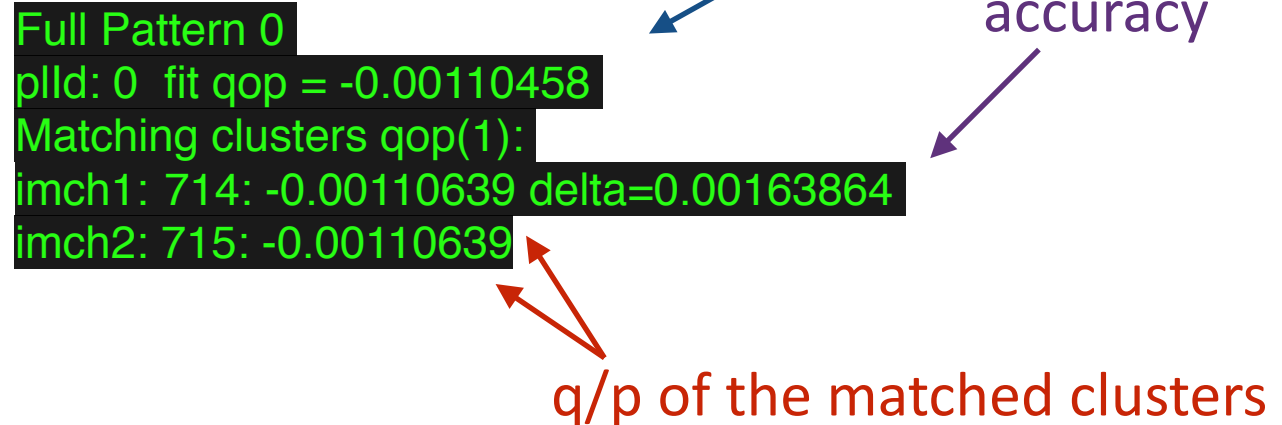 Full Pattern 0
accuracy
plId: 0 fit qop = -0.00110458
Matching clusters qop(1):
imch1: 714: -0.00110639 delta=0.00163864
imch2: 715: -0.00110639
q/p of the matched clusters